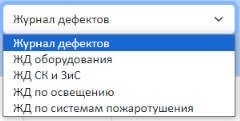 Журнал дефектов
Журнал дефектов
ЖД оборудования
ЖД СК и ЗиС
ЖД по освещению
ЖД по системам пожаротушения